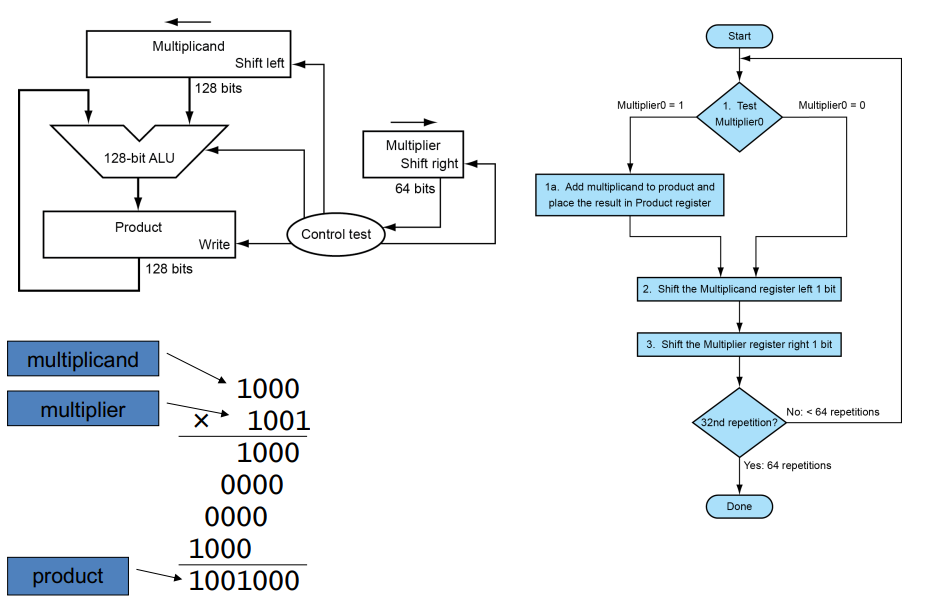 Multiplicand
Shift left
128 bits
128-bit ALU
Multiplier
Shift right
64 bits
Product
Write
Control test
128 bits
Start
Multiplier0 = 1
1. Test
Multiplier0
Multiplier0 = 0
1a. Add multiplicand to product and
place the result in Product register
2. Shift the Multiplicand register left 1 bit
3. Shift the Multiplier register right 1 bit
32nd repetition?
No: < 64 repetitions
Yes: 64 repetitions
Done
multiplicand
1000
multiplier
× 1001
1000
0000
0000
1000
product
1001000